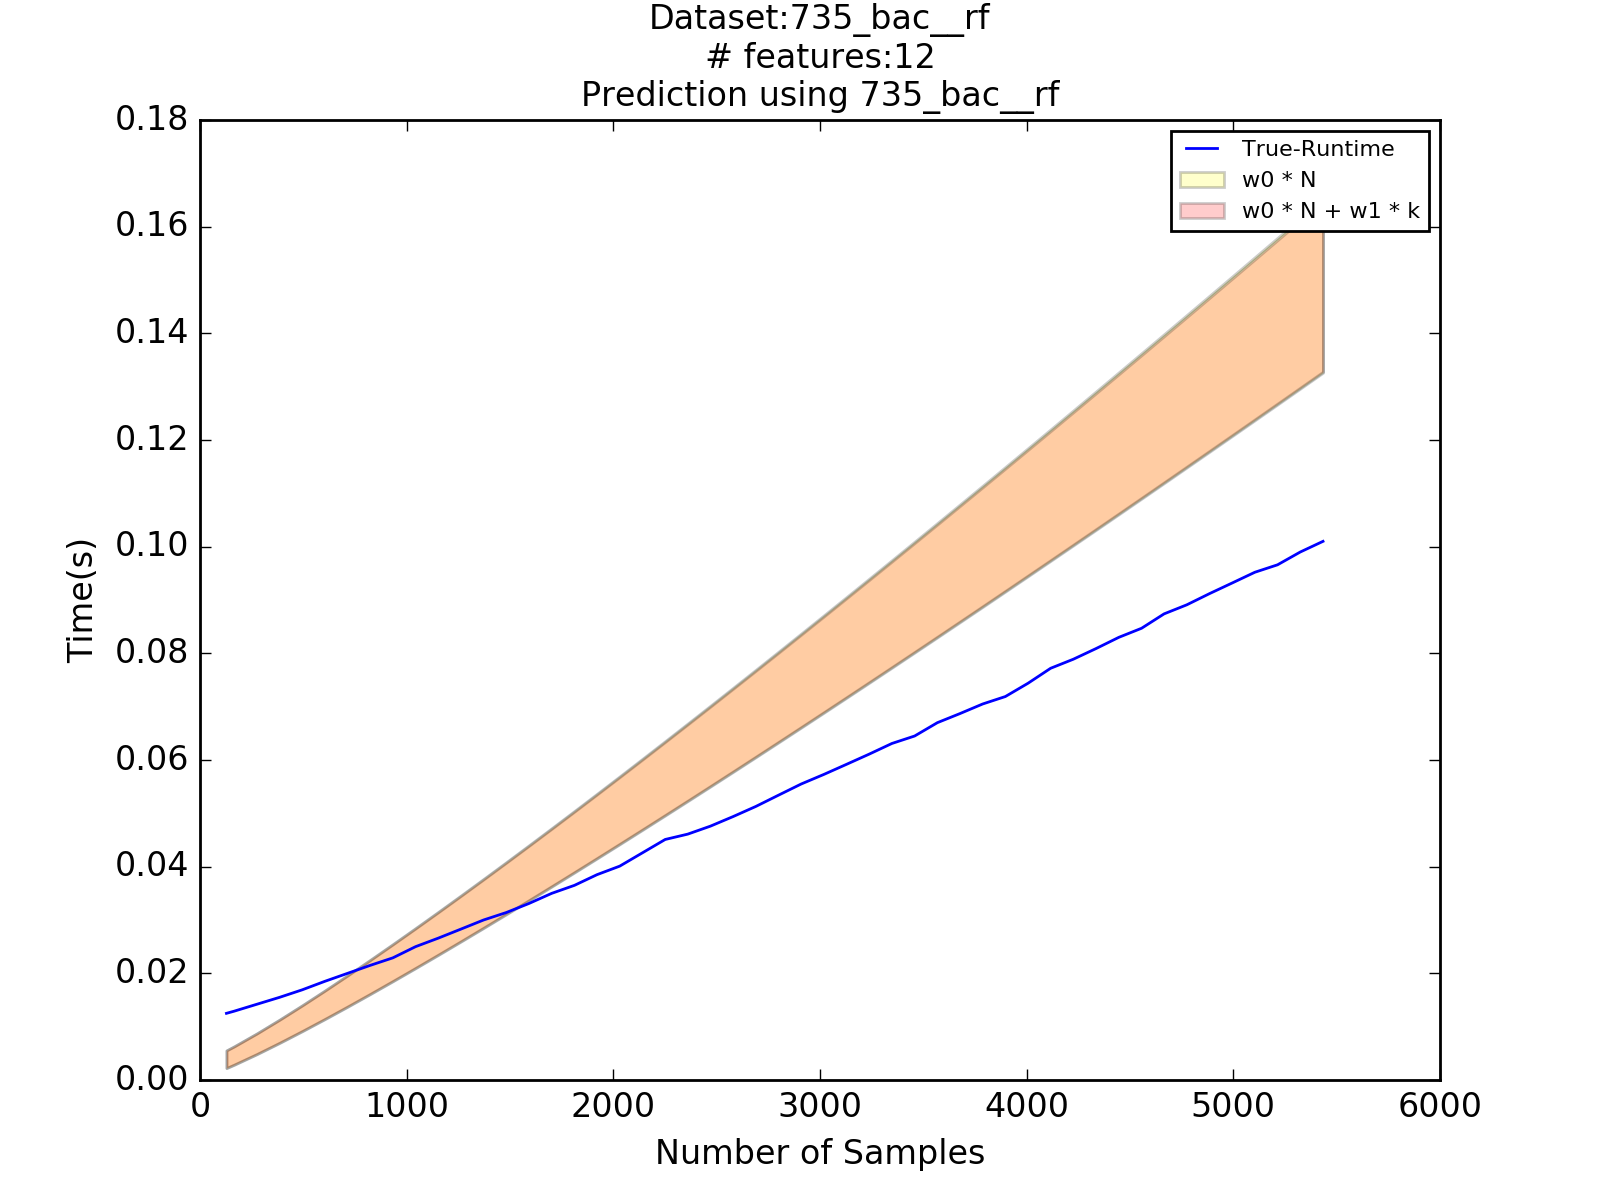 Dataset:735_bac__rf
# features:12
Prediction using 735_bac__rf
0.18
0.16
0.14
0.12
0.10
0.08
0.06
0.04
0.02
0.00
Time(s)
True-Runtime
w0 * N
w0 * N + w1 * k
0 1000 2000 3000 4000 5000 6000
Number of Samples